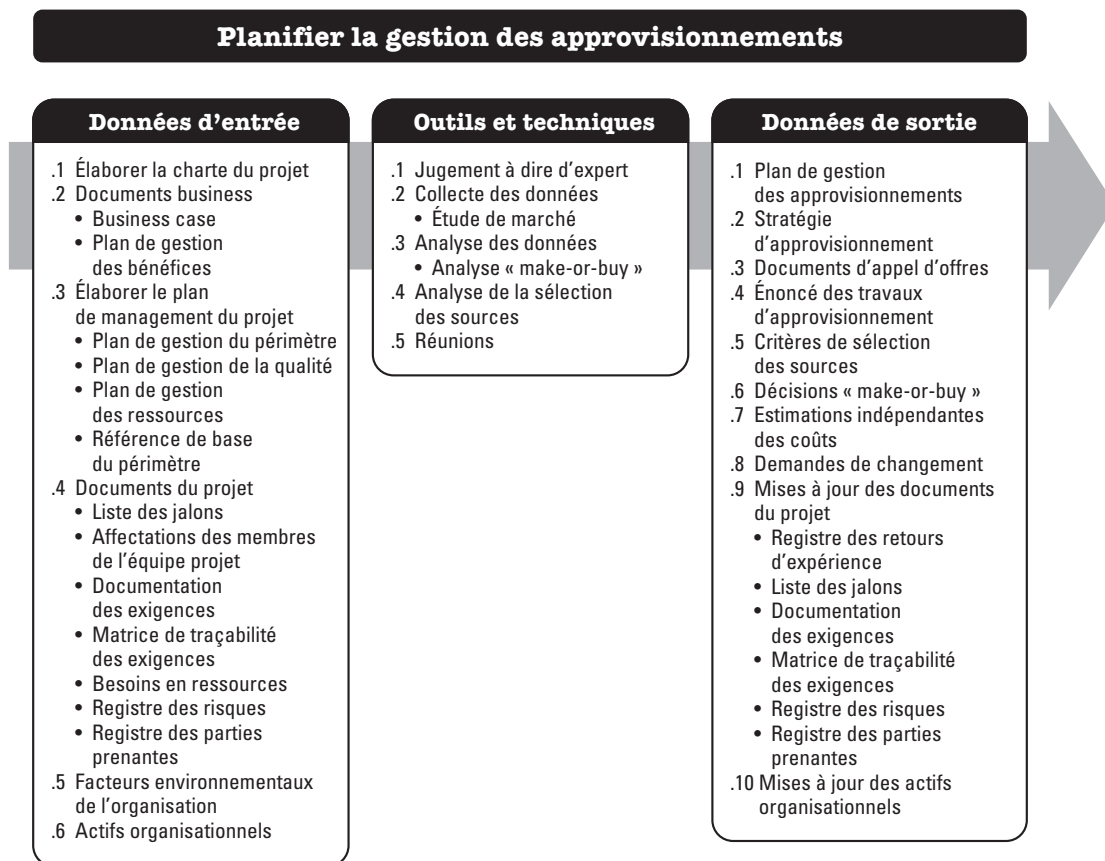 Planifier la gestion des approvisionnements
Données d'entrée
.1 Élaborer la charte du projet
.2 Documents business
• Business case
• Plan de gestion
des bénéfices
.3 Élaborer le plan
de management du projet
• Plan de gestion du périmètre
• Plan de gestion de la qualité
• Plan de gestion
des ressources
• Référence de base
du périmètre
.4 Documents du projet
• Liste des jalons
• Affectations des membres
de l'équipe projet
• Documentation
des exigences
• Matrice de traçabilité
des exigences
• Besoins en ressources
• Registre des risques
• Registre des parties
prenantes
.5 Facteurs environnementaux
de l'organisation
.6 Actifs organisationnels
Outils et techniques
.1 Jugement à dire d'expert
.2 Collecte des données
• Étude de marché
.3 Analyse des données
• Analyse « make-or-buy »
.4 Analyse de la sélection
des sources
.5 Réunions
Données de sortie
.1 Plan de gestion
des approvisionnements
.2 Stratégie
d'approvisionnement
.3 Documents d'appel d'offres
.4 Énoncé des travaux
d'approvisionnement
.5 Critères de sélection
des sources
.6 Décisions « make-or-buy »
.7 Estimations indépendantes
des coûts
.8 Demandes de changement
.9 Mises à jour des documents
du projet
• Registre des retours
d'expérience
• Liste des jalons
• Documentation
des exigences
• Matrice de traçabilité
des exigences
• Registre des risques
• Registre des parties
prenantes
.10 Mises à jour des actifs
organisationnels